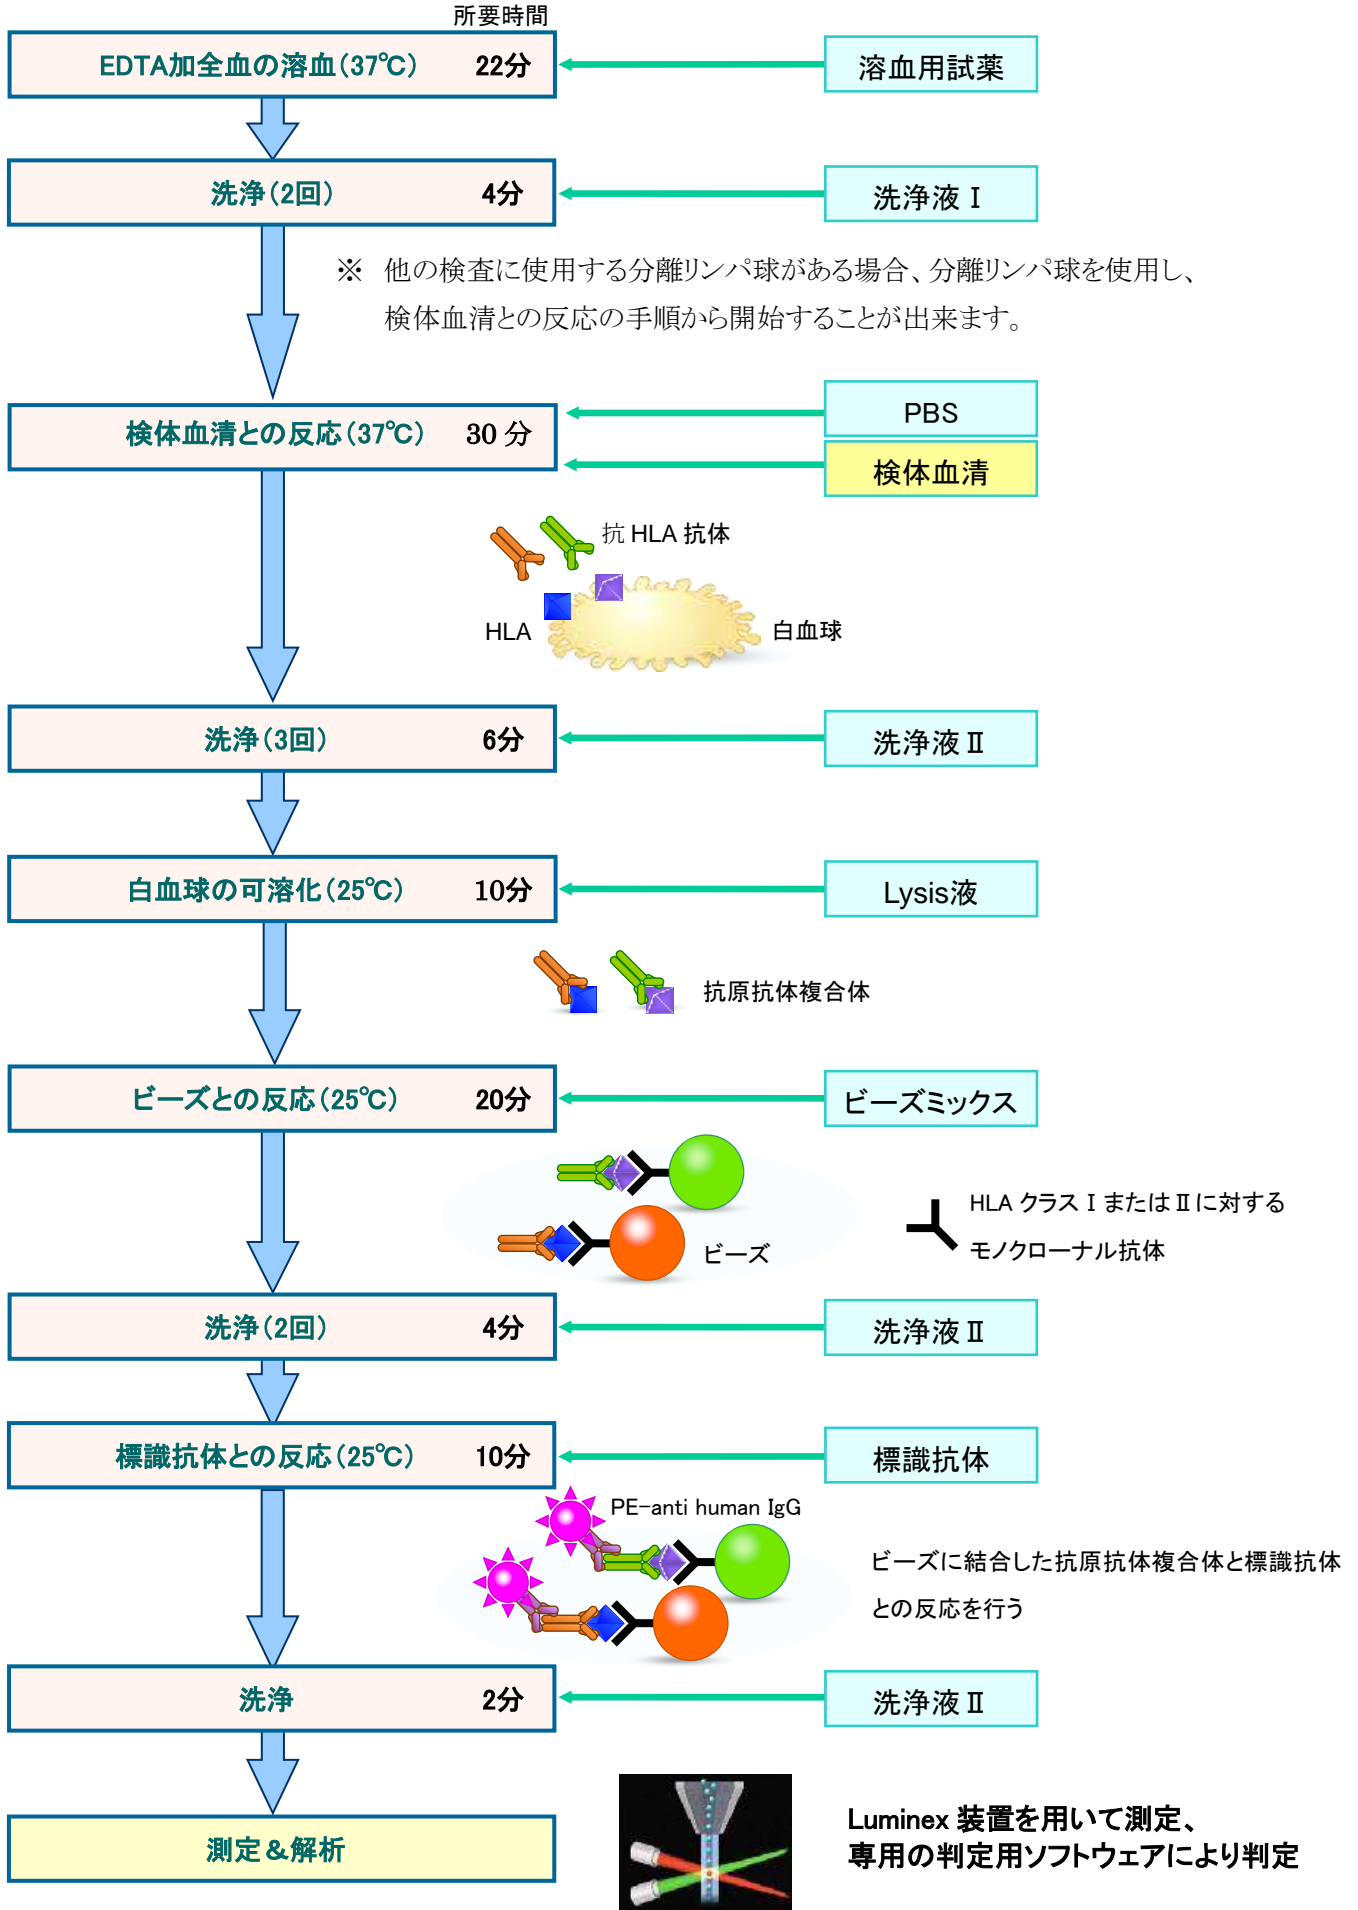 所要時間
EDTA加全血の溶血（37℃） 22分
溶血用試薬
洗浄（2回） 4分
洗浄液Ⅰ
※ 他の検査に使用する分離リンパ球がある場合、分離リンパ球を使用し、
検体血清との反応の手順から開始することが出来ます。
PBS
検体血清との反応（37℃） 30 分
検体血清
抗 HLA 抗体
HLA
白血球
洗浄（3回） 6分
洗浄液Ⅱ
白血球の可溶化（25℃） 10分
Lysis液
抗原抗体複合体
ビーズとの反応（25℃） 20分
ビーズミックス
HLA クラスⅠまたはⅡに対する
モノクローナル抗体
ビーズ
洗浄（2回） 4分
洗浄液Ⅱ
標識抗体との反応（25℃） 10分
標識抗体
PE-anti human IgG
ビーズに結合した抗原抗体複合体と標識抗体
との反応を行う
洗浄 2分
洗浄液Ⅱ
測定＆解析
Luminex 装置を用いて測定、
専用の判定用ソフトウェアにより判定